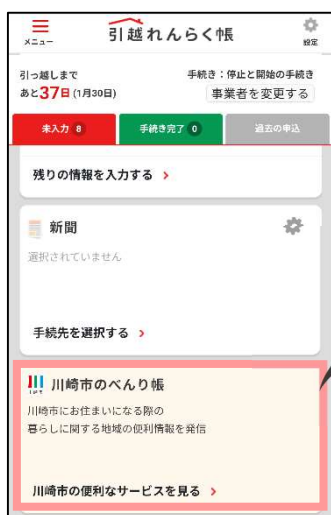 メニュー
引越れんらく帳
設定
引っ越しまで
あと37日 (1月30日)
手続き：停止と開始の手続き
事業者を変更する
未入力 8
手続き完了 0
過去の申込
残りの情報を入力する >
新聞
選択されていません
手続先を選択する >
川崎市のべんり帳
川崎市にお住まいになる際の
暮らしに関する地域の便利情報を発信
川崎市の便利なサービスを見る >